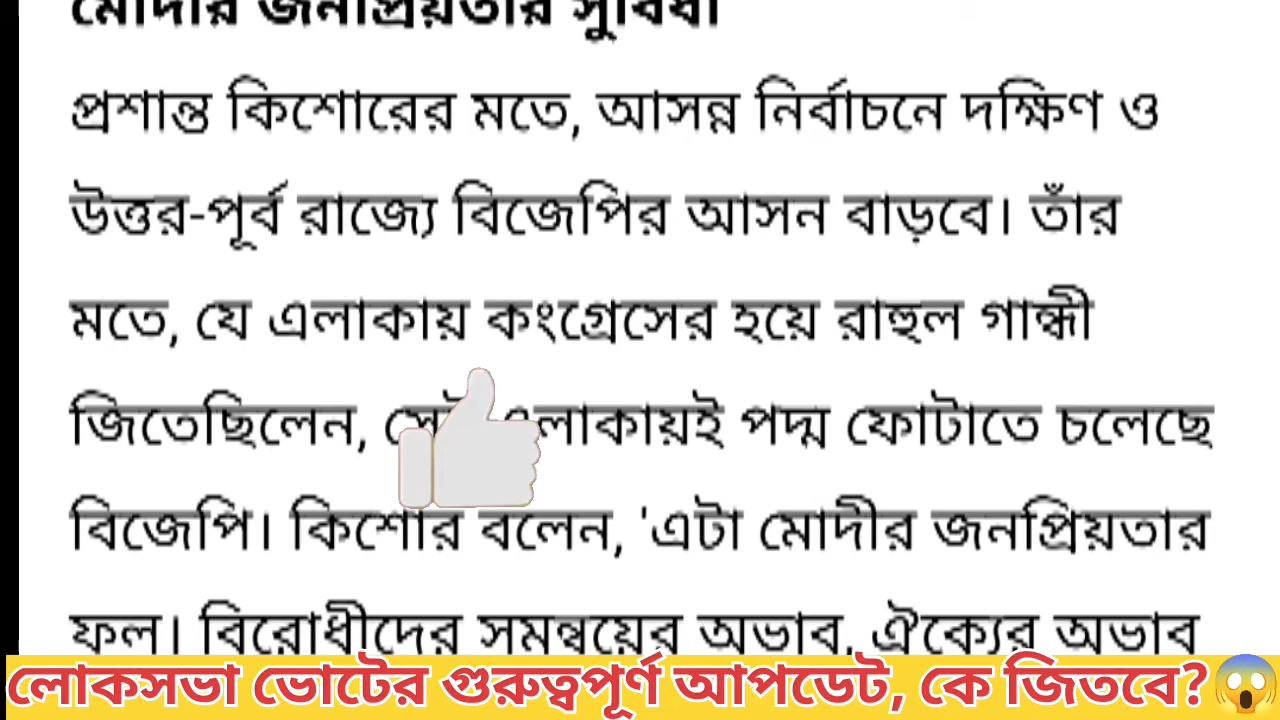 মোদীর জনপ্রিয়তার সুবিধা
প্রশান্ত কিশোরের মতে, আসন্ন নির্বাচনে দক্ষিণ ও
উত্তর-পূর্ব রাজ্যে বিজেপির আসন বাড়বে। তাঁর
মতে, যে এলাকায় কংগ্রেসের হয়ে রাহুল গান্ধী
জিতেছিলেন, এলাকায়ই পদ্ম ফোটাতে চলেছে
বিজেপি। কিশোর বলেন, 'এটা মোদীর জনপ্রিয়তার
ফল। বিরোধীদের সমন্বয়ের অভাব, ঐক্যের অভাব
লোকসভা ভোটের গুরুত্বপূর্ণ আপডেট, কে জিতবে?😱